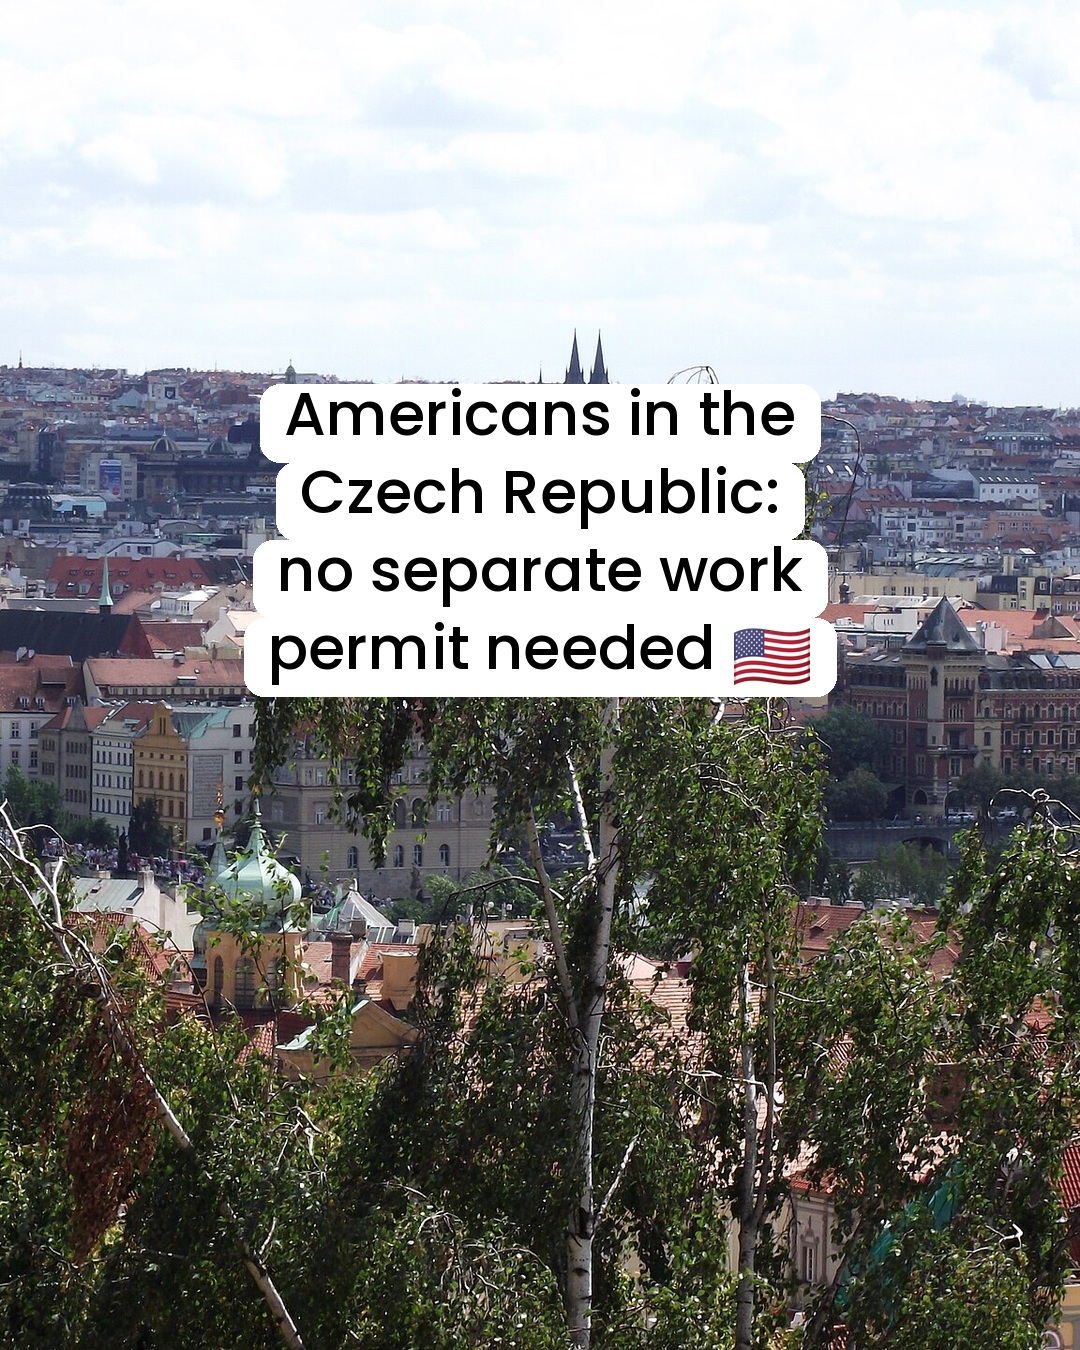 Americans in the
Czech Republic:
no separate work
permit needed 🇺🇸